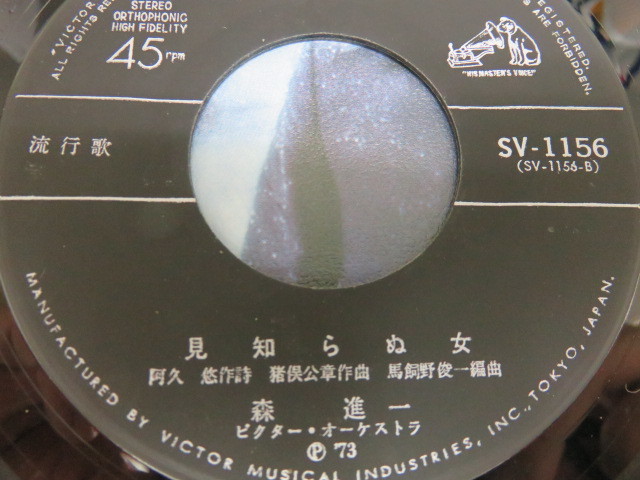 "VICTOR
ALL RIGHTS RE
STEREO
ORTHOPHONIC
HIGH FIDELITY
45 rpm
"HIS MASTER'S VOICE"
REGISTERED.
S ARE FORBIDDEN.
流行歌
SV-1156
(SV-1156-B)
見知らぬ女
阿久 悠作詩 猪俣公章作曲 馬飼野俊一編曲
森 進一
ビクター・オーケストラ
Ⓟ 73
MANUFACTURED BY VICTOR MUSICAL INDUSTRIES, INC., TOKYO, JAPAN.